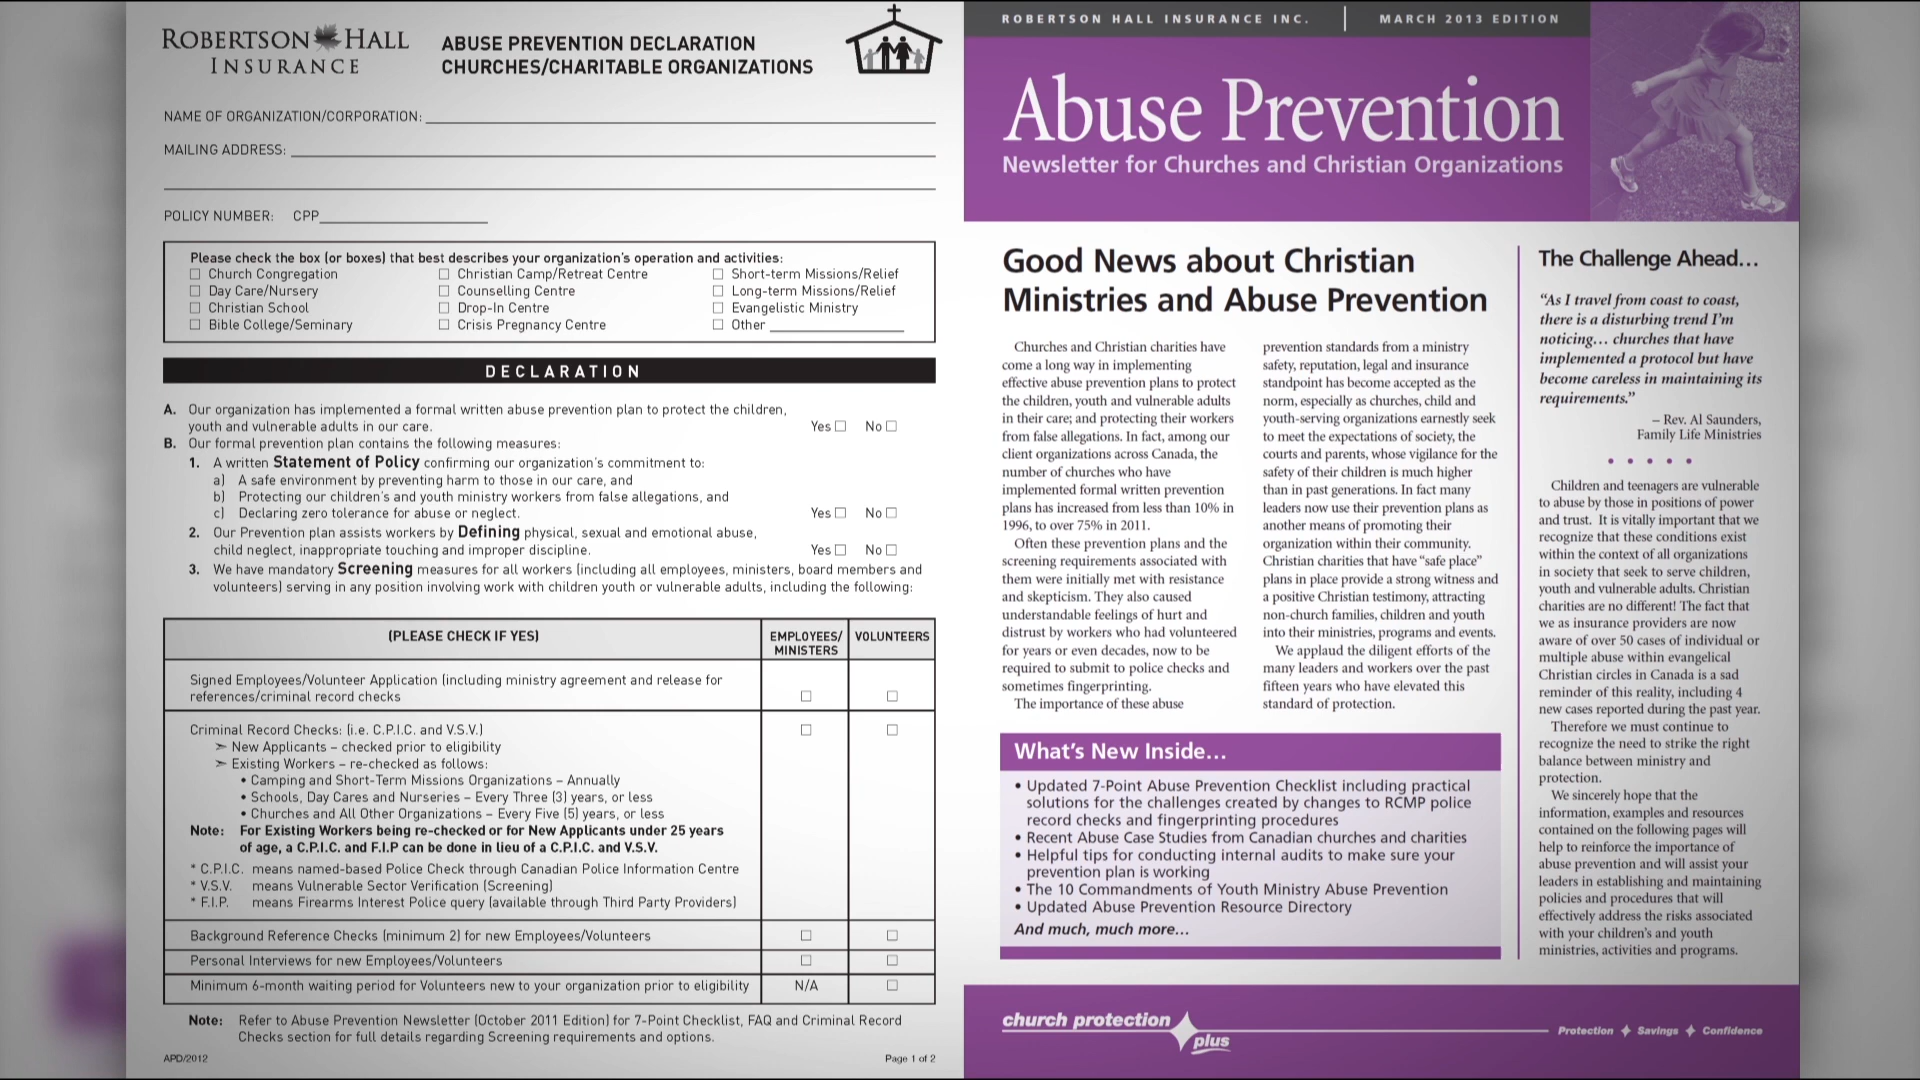 ROBERTSON HALL
INSURANCE
ABUSE PREVENTION DECLARATION
CHURCHES/CHARITABLE ORGANIZATIONS
NAME OF ORGANIZATION/CORPORATION:
MAILING ADDRESS:
POLICY NUMBER: CPP
Please check the box (or boxes) that best describes your organization's operation and activities:
☐ Church Congregation ☐ Christian Camp/Retreat Centre ☐ Short-term Missions/Relief
☐ Day Care/Nursery ☐ Counselling Centre ☐ Long-term Missions/Relief
☐ Christian School ☐ Drop-In Centre ☐ Evangelistic Ministry
☐ Bible College/Seminary ☐ Crisis Pregnancy Centre ☐ Other
DECLARATION
A. Our organization has implemented a formal written abuse prevention plan to protect the children,
youth and vulnerable adults in our care. Yes ☐ No ☐
B. Our formal prevention plan contains the following measures:
1. A written Statement of Policy confirming our organization's commitment to:
a) A safe environment by preventing harm to those in our care, and
b) Protecting our children's and youth ministry workers from false allegations, and
c) Declaring zero tolerance for abuse or neglect. Yes ☐ No ☐
2. Our Prevention plan assists workers by Defining physical, sexual and emotional abuse,
child neglect, inappropriate touching and improper discipline. Yes ☐ No ☐
3. We have mandatory Screening measures for all workers (including all employees, ministers, board members and
volunteers) serving in any position involving work with children youth or vulnerable adults, including the following:
(PLEASE CHECK IF YES) EMPLOYEES/ VOLUNTEERS
MINISTERS
Signed Employees/Volunteer Application (including ministry agreement and release for
references/criminal record checks ☐ ☐
Criminal Record Checks: (i.e. C.P.I.C. and V.S.V.) ☐ ☐
➣ New Applicants – checked prior to eligibility
➣ Existing Workers – re-checked as follows:
• Camping and Short-Term Missions Organizations – Annually
• Schools, Day Cares and Nurseries – Every Three (3) years, or less
• Churches and All Other Organizations – Every Five (5) years, or less
Note: For Existing Workers being re-checked or for New Applicants under 25 years
of age, a C.P.I.C. and F.I.P can be done in lieu of a C.P.I.C. and V.S.V.
* C.P.I.C. means named-based Police Check through Canadian Police Information Centre
* V.S.V. means Vulnerable Sector Verification (Screening)
* F.I.P. means Firearms Interest Police query (available through Third Party Providers)
Background Reference Checks (minimum 2) for new Employees/Volunteers ☐ ☐
Personal Interviews for new Employees/Volunteers ☐ ☐
Minimum 6-month waiting period for Volunteers new to your organization prior to eligibility N/A ☐
Note: Refer to Abuse Prevention Newsletter (October 2011 Edition) for 7-Point Checklist, FAQ and Criminal Record
Checks section for full details regarding Screening requirements and options.
APD/2012 Page 1 of 2
ROBERTSON HALL INSURANCE INC. | MARCH 2013 EDITION
Abuse Prevention
Newsletter for Churches and Christian Organizations
Good News about Christian
Ministries and Abuse Prevention
Churches and Christian charities have
come a long way in implementing
effective abuse prevention plans to protect
the children, youth and vulnerable adults
in their care; and protecting their workers
from false allegations. In fact, among our
client organizations across Canada, the
number of churches who have
implemented formal written prevention
plans has increased from less than 10% in
1996, to over 75% in 2011.
Often these prevention plans and the
screening requirements associated with
them were initially met with resistance
and skepticism. They also caused
understandable feelings of hurt and
distrust by workers who had volunteered
for years or even decades, now to be
required to submit to police checks and
sometimes fingerprinting.
The importance of these abuse
prevention standards from a ministry
safety, reputation, legal and insurance
standpoint has become accepted as the
norm, especially as churches, child and
youth-serving organizations earnestly seek
to meet the expectations of society, the
courts and parents, whose vigilance for the
safety of their children is much higher
than in past generations. In fact many
leaders now use their prevention plans as
another means of promoting their
organization within their community.
Christian charities that have “safe place”
plans in place provide a strong witness and
a positive Christian testimony, attracting
non-church families, children and youth
into their ministries, programs and events.
We applaud the diligent efforts of the
many leaders and workers over the past
fifteen years who have elevated this
standard of protection.
What's New Inside…
• Updated 7-Point Abuse Prevention Checklist including practical
solutions for the challenges created by changes to RCMP police
record checks and fingerprinting procedures
• Recent Abuse Case Studies from Canadian churches and charities
• Helpful tips for conducting internal audits to make sure your
prevention plan is working
• The 10 Commandments of Youth Ministry Abuse Prevention
• Updated Abuse Prevention Resource Directory
And much, much more…
The Challenge Ahead…
“As I travel from coast to coast,
there is a disturbing trend I'm
noticing… churches that have
implemented a protocol but have
become careless in maintaining its
requirements.”
– Rev. Al Saunders,
Family Life Ministries
• • • • •
Children and teenagers are vulnerable
to abuse by those in positions of power
and trust. It is vitally important that we
recognize that these conditions exist
within the context of all organizations
in society that seek to serve children,
youth and vulnerable adults. Christian
charities are no different! The fact that
we as insurance providers are now
aware of over 50 cases of individual or
multiple abuse within evangelical
Christian circles in Canada is a sad
reminder of this reality, including 4
new cases reported during the past year.
Therefore we must continue to
recognize the need to strike the right
balance between ministry and
protection.
We sincerely hope that the
information, examples and resources
contained on the following pages will
help to reinforce the importance of
abuse prevention and will assist your
leaders in establishing and maintaining
policies and procedures that will
effectively address the risks associated
with your children's and youth
ministries, activities and programs.
church protection
plus
Protection ✦ Savings ✦ Confidence